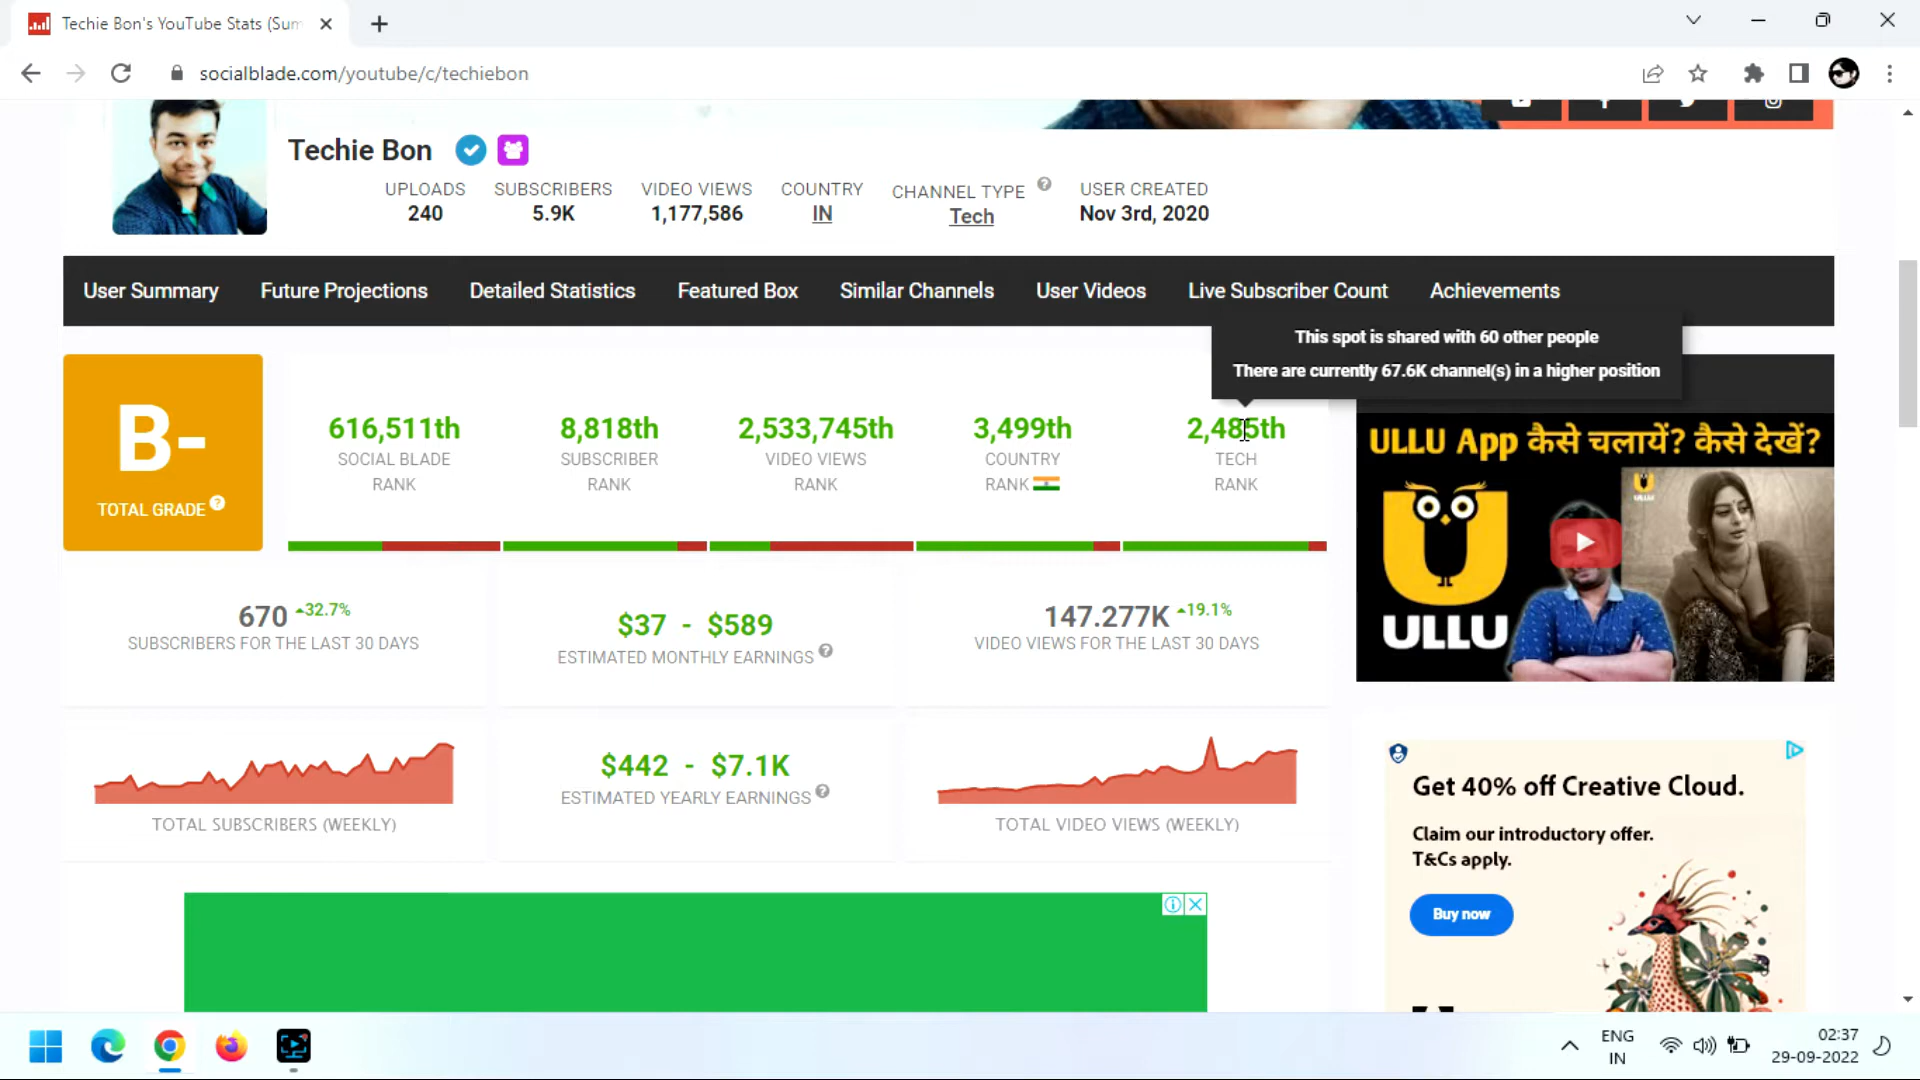 Techie Bon's YouTube Stats (Sum
socialblade.com/youtube/c/techiebon
Techie Bon
UPLOADS
240
SUBSCRIBERS
5.9K
VIDEO VIEWS
1,177,586
COUNTRY
IN
CHANNEL TYPE
Tech
USER CREATED
Nov 3rd, 2020
User Summary
Future Projections
Detailed Statistics
Featured Box
Similar Channels
User Videos
Live Subscriber Count
Achievements
This spot is shared with 60 other people
There are currently 67.6K channel(s) in a higher position
B-
TOTAL GRADE
616,511th
SOCIAL BLADE
RANK
8,818th
SUBSCRIBER
RANK
2,533,745th
VIDEO VIEWS
RANK
3,499th
COUNTRY
RANK
2,485th
TECH
RANK
ULLU App कैसे चलायें? कैसे देखें?
ULLU
670 32.7%
SUBSCRIBERS FOR THE LAST 30 DAYS
$37 - $589
ESTIMATED MONTHLY EARNINGS
147.277K 19.1%
VIDEO VIEWS FOR THE LAST 30 DAYS
TOTAL SUBSCRIBERS (WEEKLY)
$442 - $7.1K
ESTIMATED YEARLY EARNINGS
TOTAL VIDEO VIEWS (WEEKLY)
Get 40% off Creative Cloud.
Claim our introductory offer.
T&Cs apply.
Buy now
ENG
IN
02:37
29-09-2022